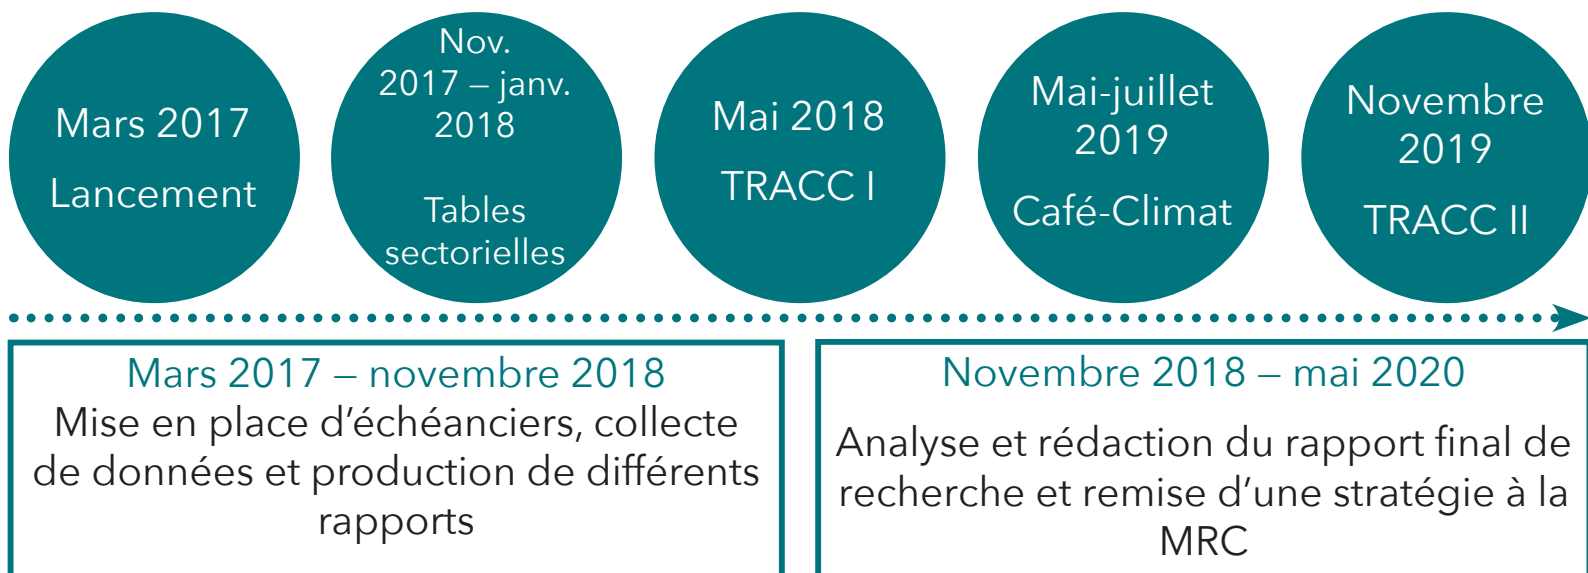 Mars 2017
Lancement
Nov.
2017 – janv.
2018
Tables
sectorielles
Mai 2018
TRACC I
Mai-juillet
2019
Café-Climat
Novembre
2019
TRACC II
Mars 2017 – novembre 2018
Mise en place d’échéanciers, collecte
de données et production de différents
rapports
Novembre 2018 – mai 2020
Analyse et rédaction du rapport final de
recherche et remise d’une stratégie à la
MRC